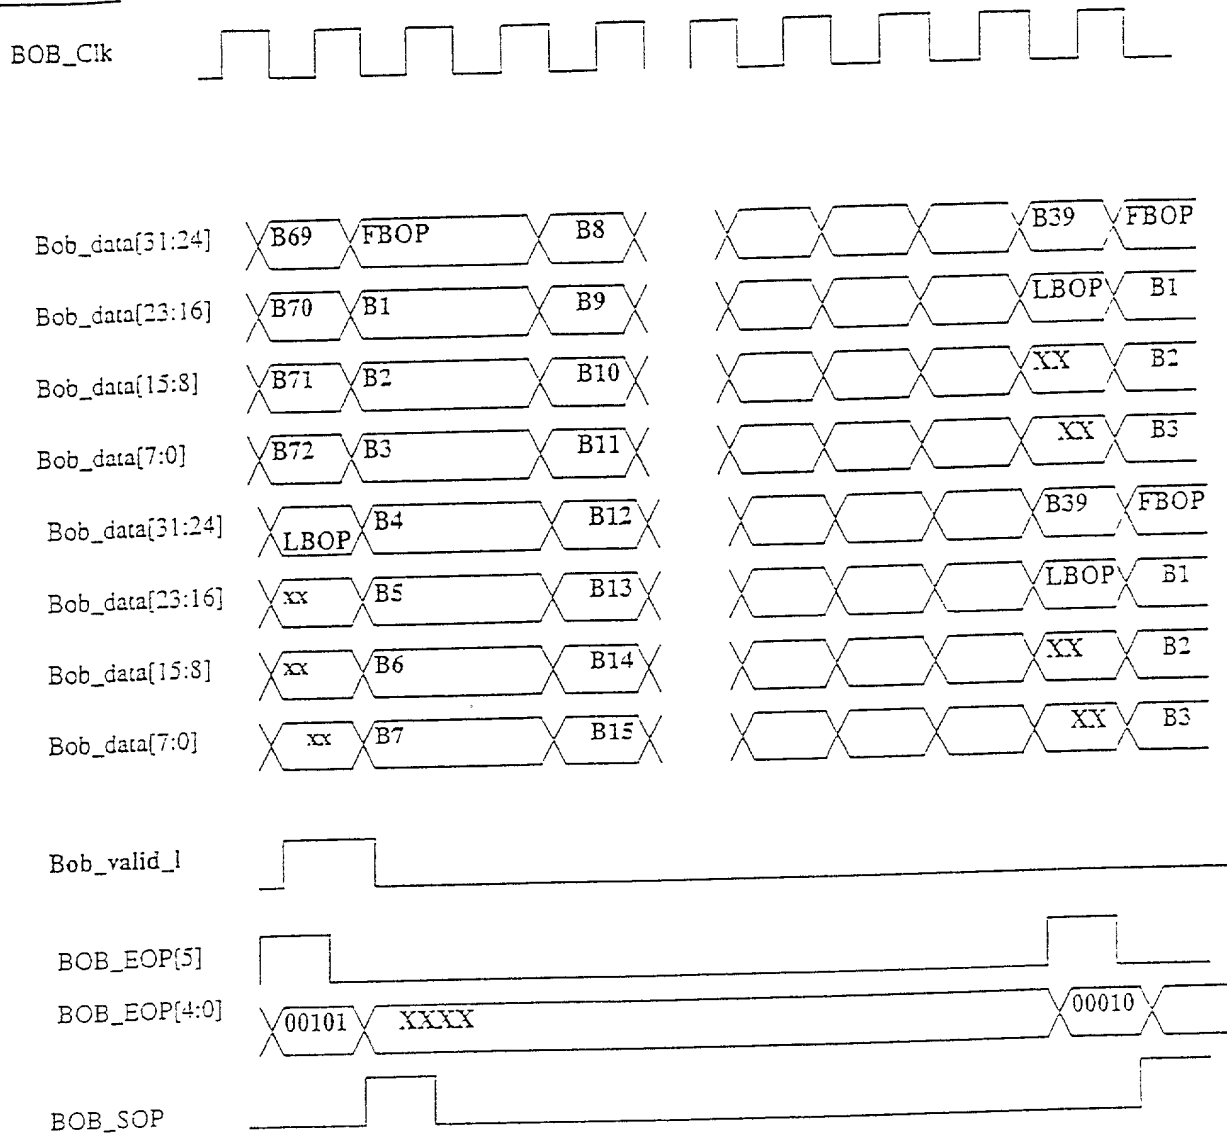 BOB_Clk
Bob_data[31:24] B69 FBOP B8 B39 FBOP
Bob_data[23:16] B70 B1 B9 LBOP B1
Bob_data[15:8] B71 B2 B10 XX B2
Bob_data[7:0] B72 B3 B11 XX B3
Bob_data[31:24] LBOP B4 B12 B39 FBOP
Bob_data[23:16] xx B5 B13 LBOP B1
Bob_data[15:8] xx B6 B14 XX B2
Bob_data[7:0] xx B7 B15 XX B3
Bob_valid_l
BOB_EOP[5]
BOB_EOP[4:0] 00101 XXXX 00010
BOB_SOP